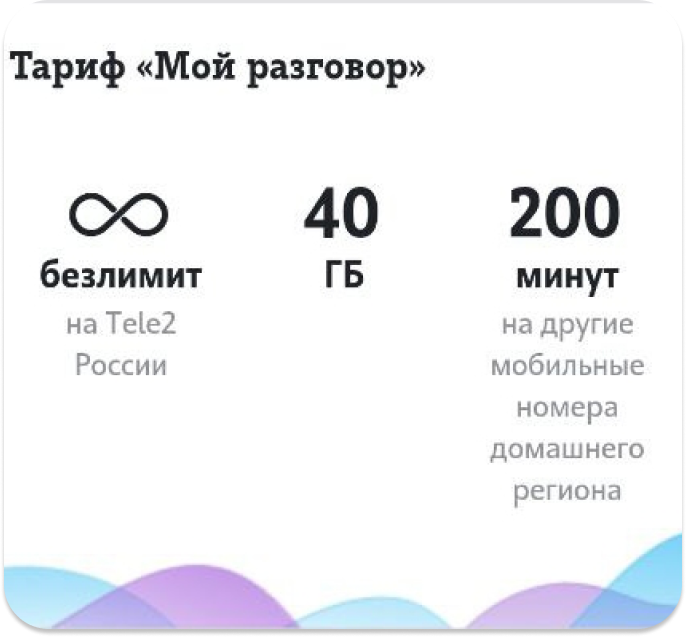 Тариф «Мой разговор»
∞
безлимит
на Tele2
России
40
ГБ
200
минут
на другие
мобильные
номера
домашнего
региона